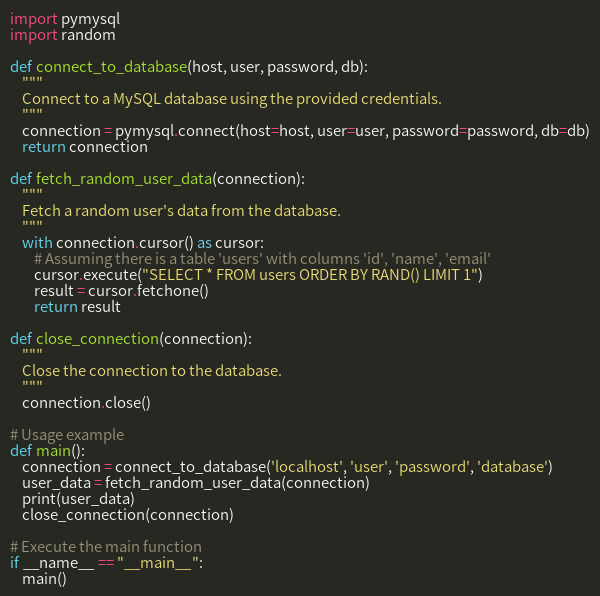 import pymysql
import random

def connect_to_database(host, user, password, db):
    """
    Connect to a MySQL database using the provided credentials.
    """
    connection = pymysql.connect(host=host, user=user, password=password, db=db)
    return connection

def fetch_random_user_data(connection):
    """
    Fetch a random user's data from the database.
    """
    with connection.cursor() as cursor:
        # Assuming there is a table 'users' with columns 'id', 'name', 'email'
        cursor.execute("SELECT * FROM users ORDER BY RAND() LIMIT 1")
        result = cursor.fetchone()
        return result

def close_connection(connection):
    """
    Close the connection to the database.
    """
    connection.close()

# Usage example
def main():
    connection = connect_to_database('localhost', 'user', 'password', 'database')
    user_data = fetch_random_user_data(connection)
    print(user_data)
    close_connection(connection)

# Execute the main function
if __name__ == "__main__":
    main()